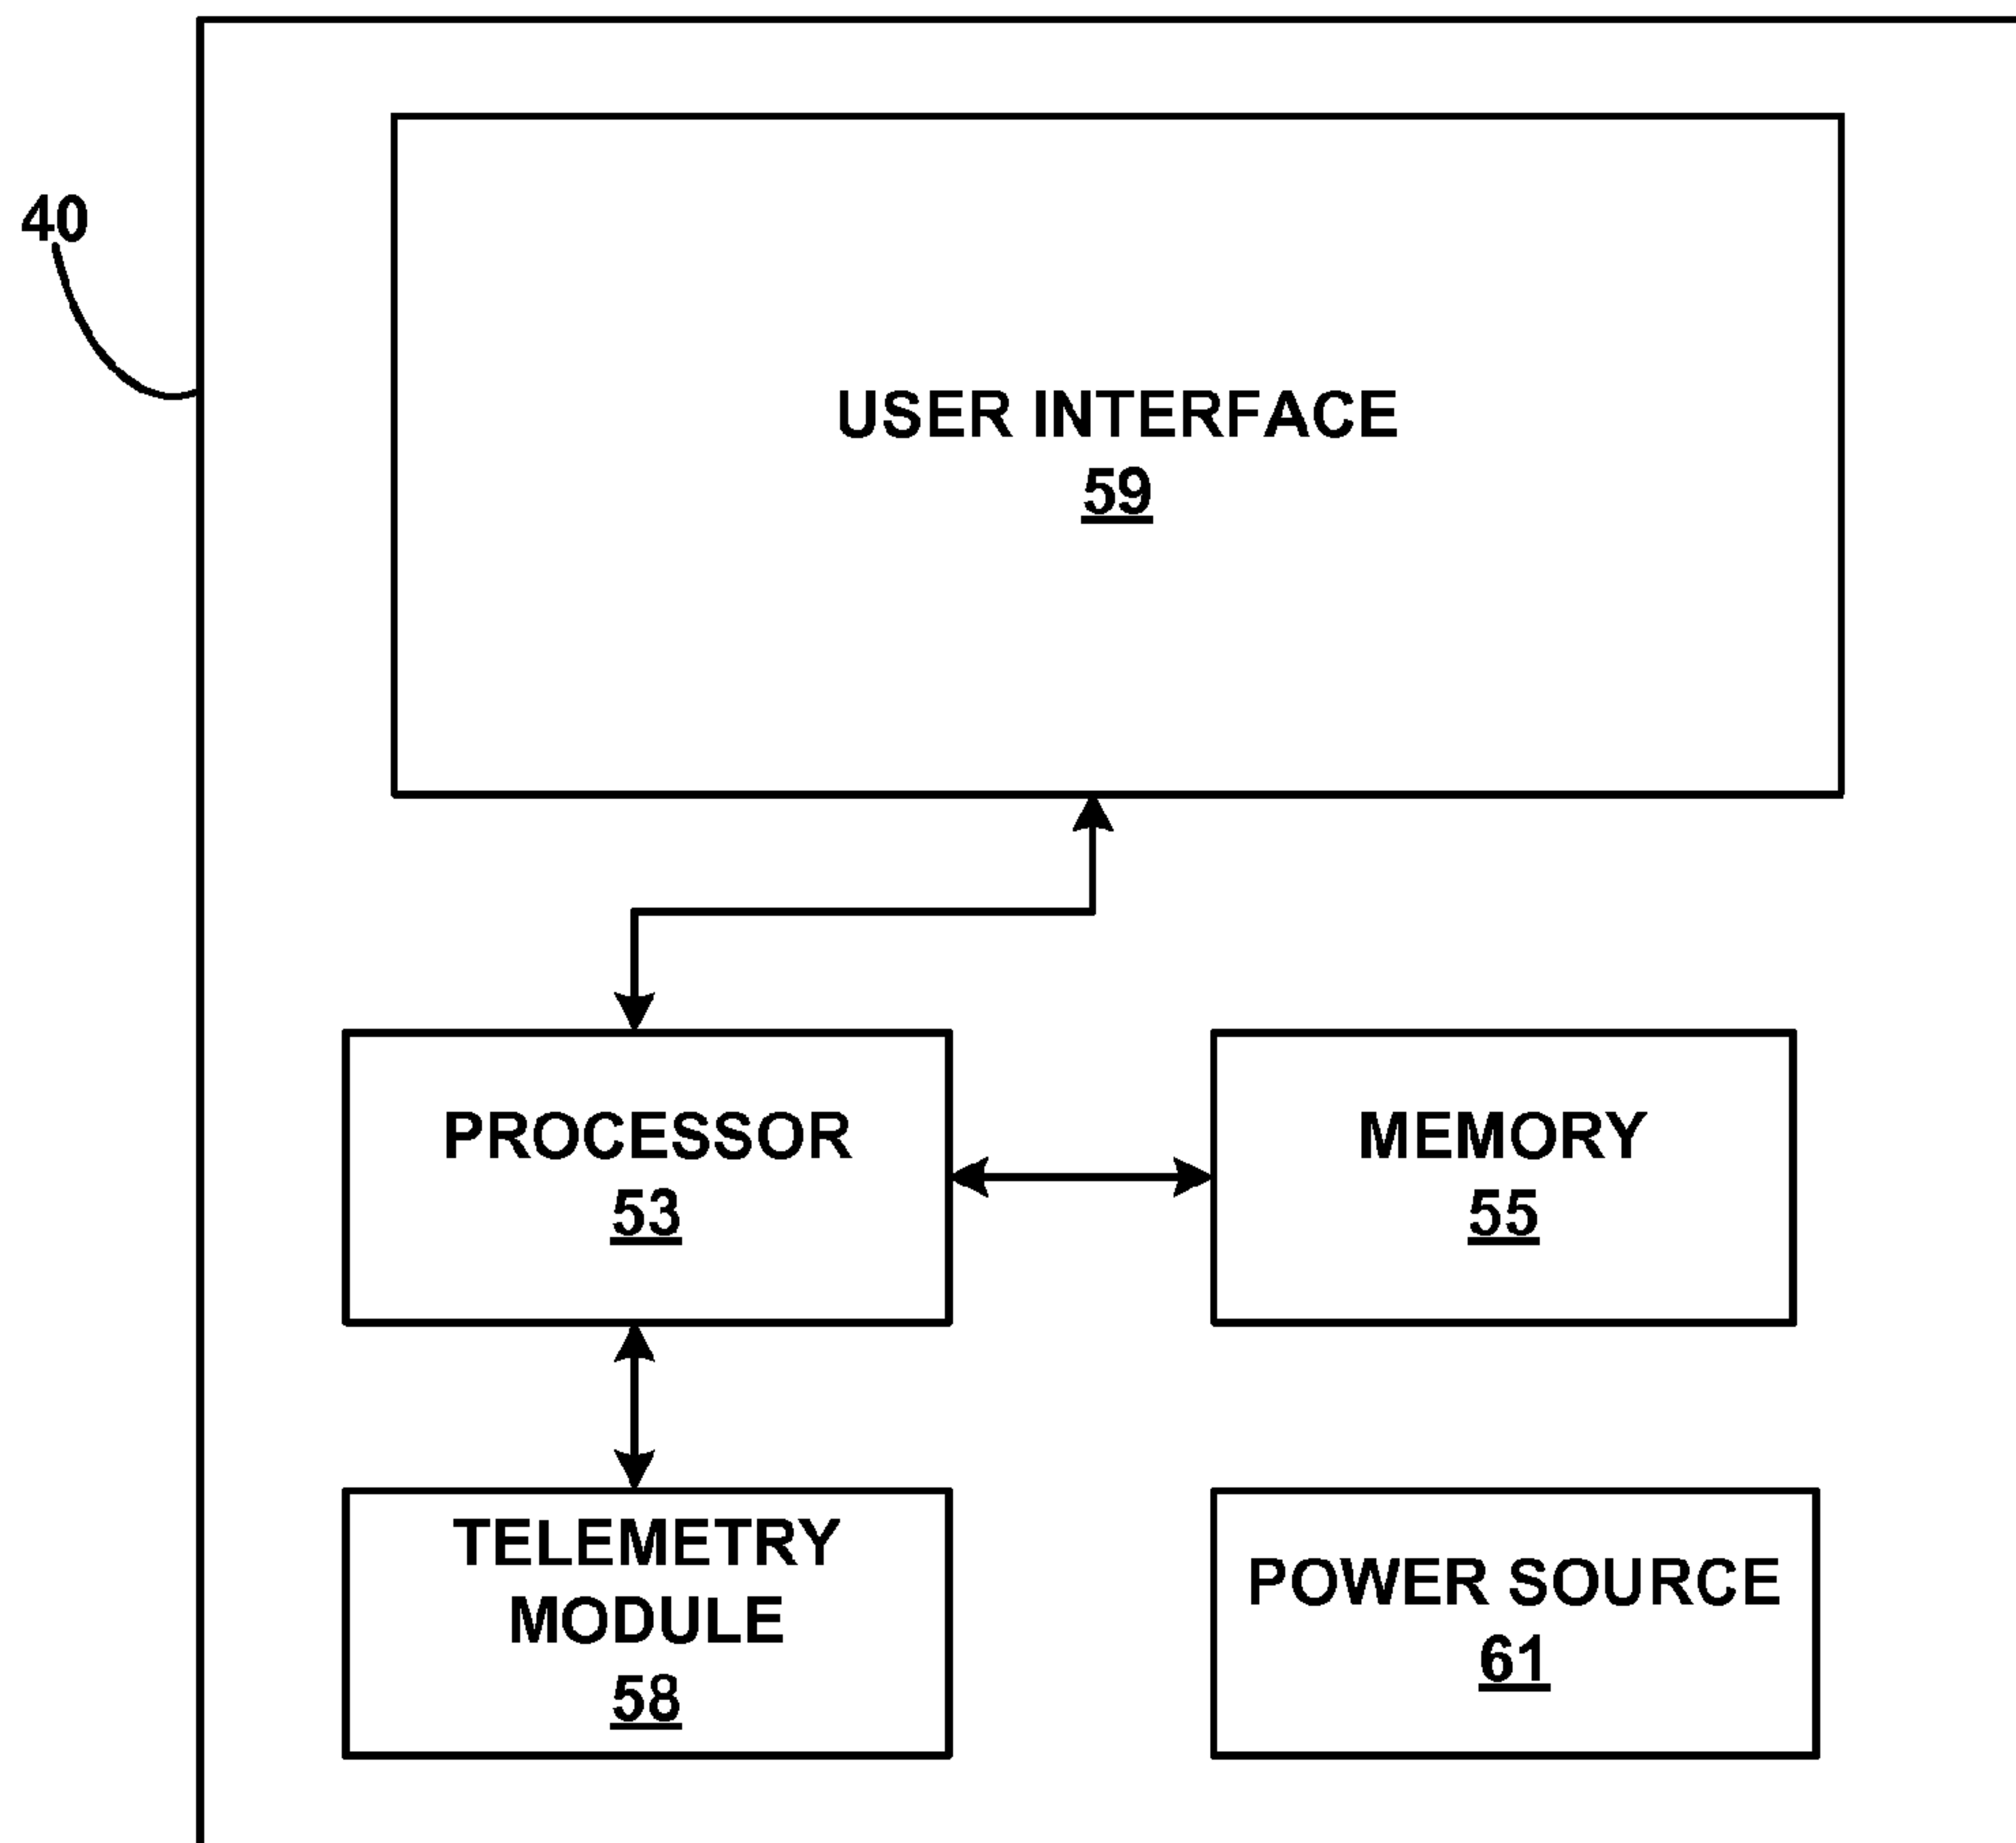 40
USER INTERFACE
59
PROCESSOR
53
MEMORY
55
TELEMETRY
MODULE
58
POWER SOURCE
61